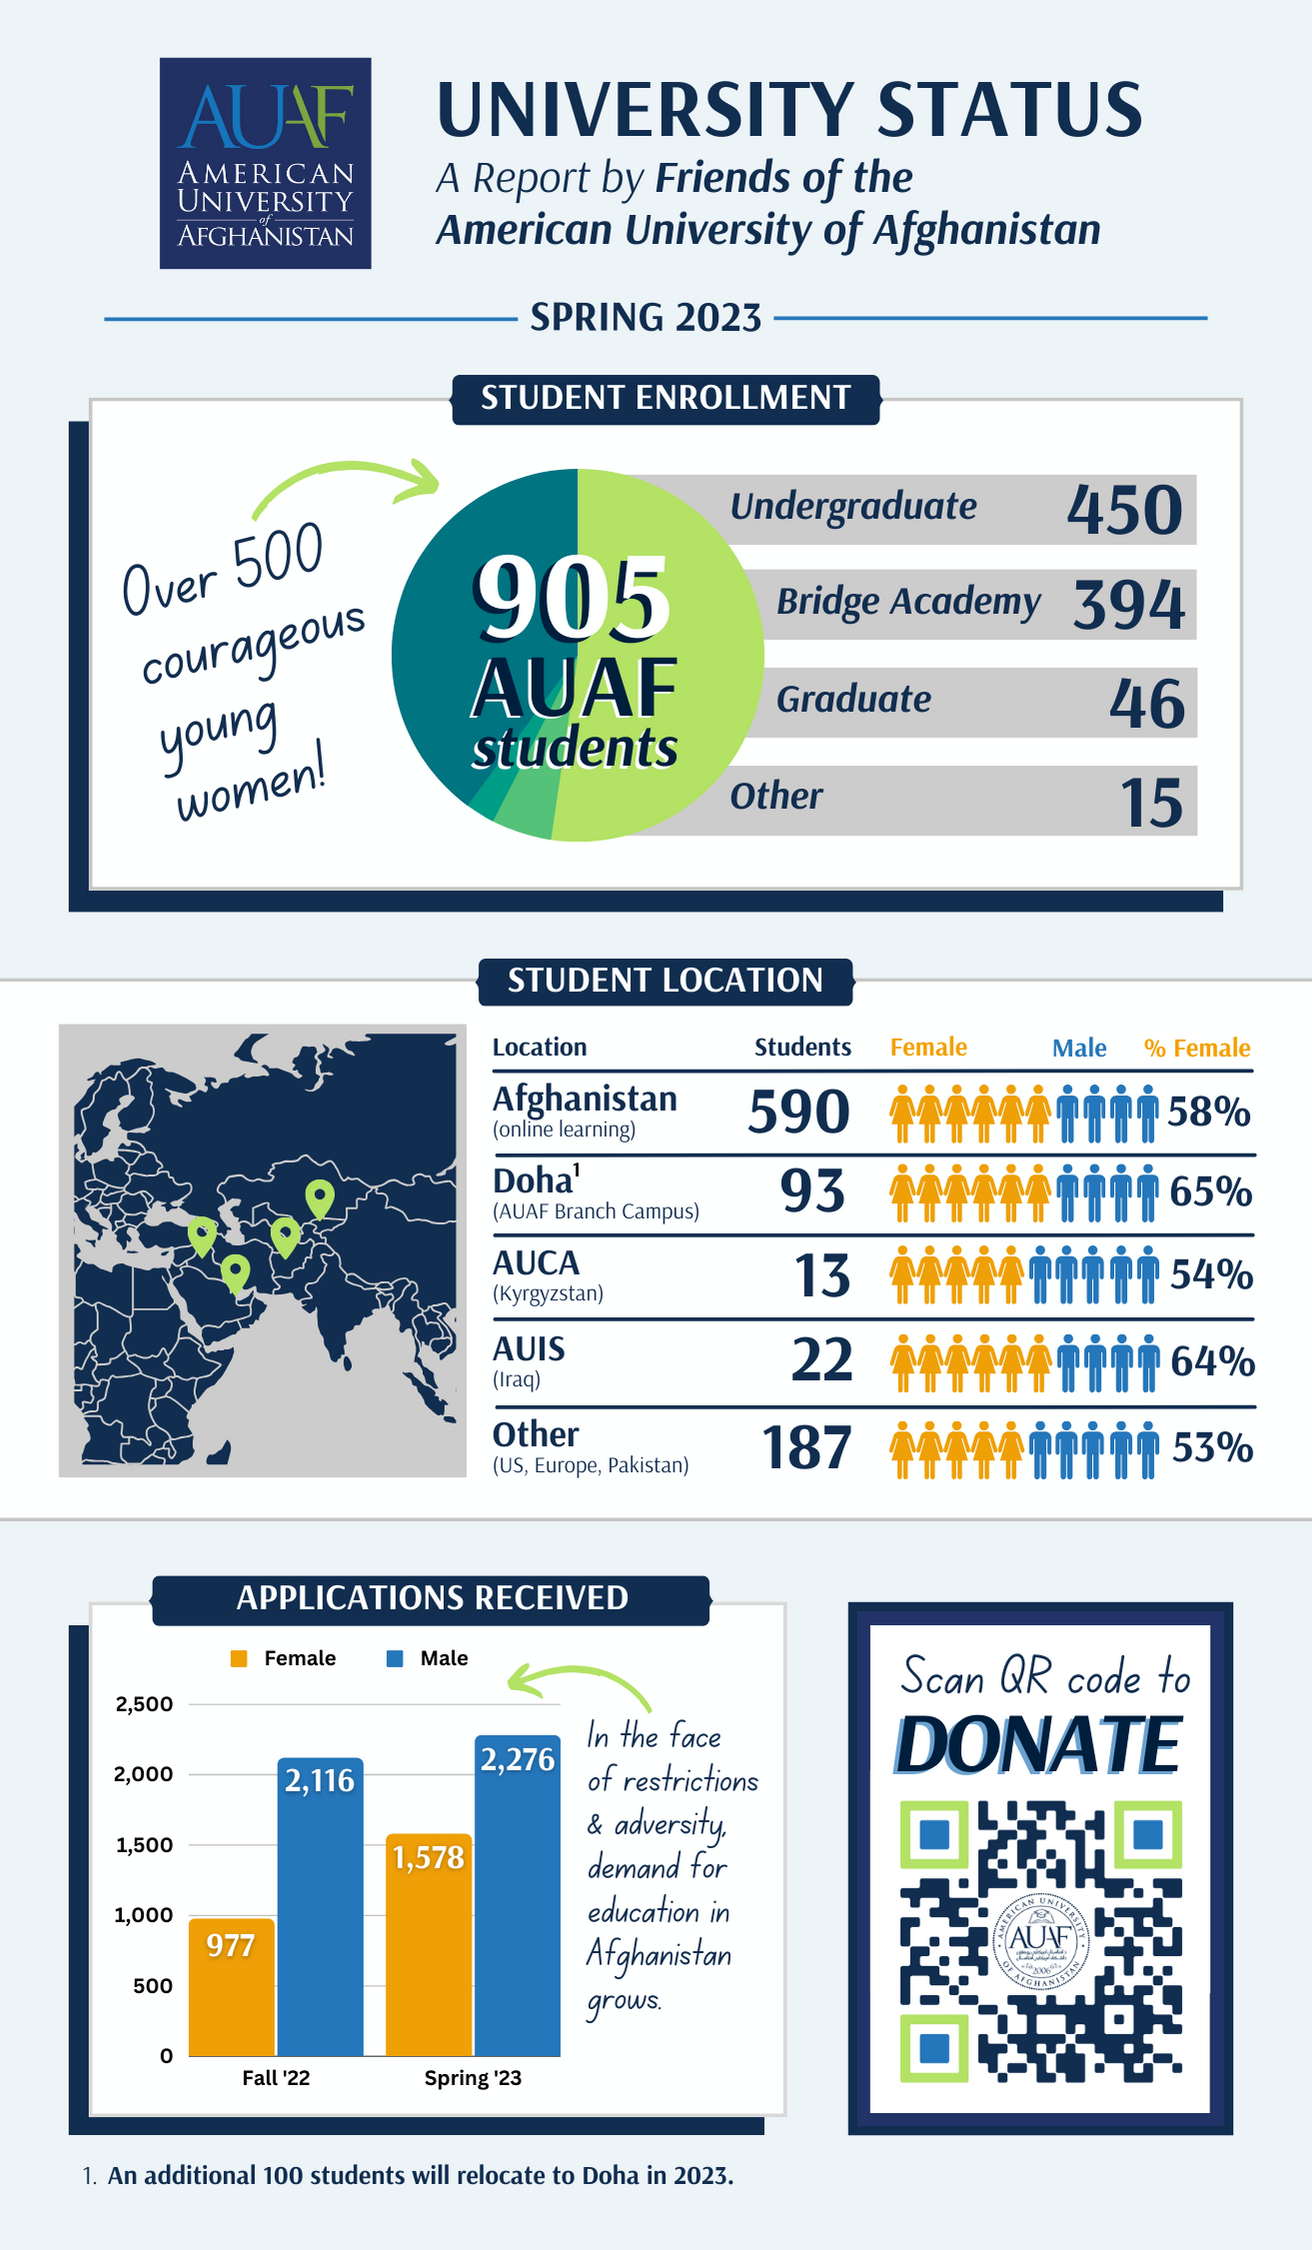 AUAF
AMERICAN
UNIVERSITY
of
AFGHANISTAN
UNIVERSITY STATUS
A Report by Friends of the
American University of Afghanistan
SPRING 2023
STUDENT ENROLLMENT
Over 500
courageous
young
women!
905
AUAF
students
Undergraduate 450
Bridge Academy 394
Graduate 46
Other 15
STUDENT LOCATION
Location Students Female Male % Female
Afghanistan 590 58%
(online learning)
Doha¹ 93 65%
(AUAF Branch Campus)
AUCA 13 54%
(Kyrgyzstan)
AUIS 22 64%
(Iraq)
Other 187 53%
(US, Europe, Pakistan)
APPLICATIONS RECEIVED
Female Male
2,500
2,000
1,500
1,000
500
0
977
2,116
1,578
2,276
Fall '22 Spring '23
In the face
of restrictions
& adversity,
demand for
education in
Afghanistan
grows.
Scan QR code to
DONATE
AMERICAN UNIVERSITY
AUAF
2006
OF AFGHANISTAN
1. An additional 100 students will relocate to Doha in 2023.